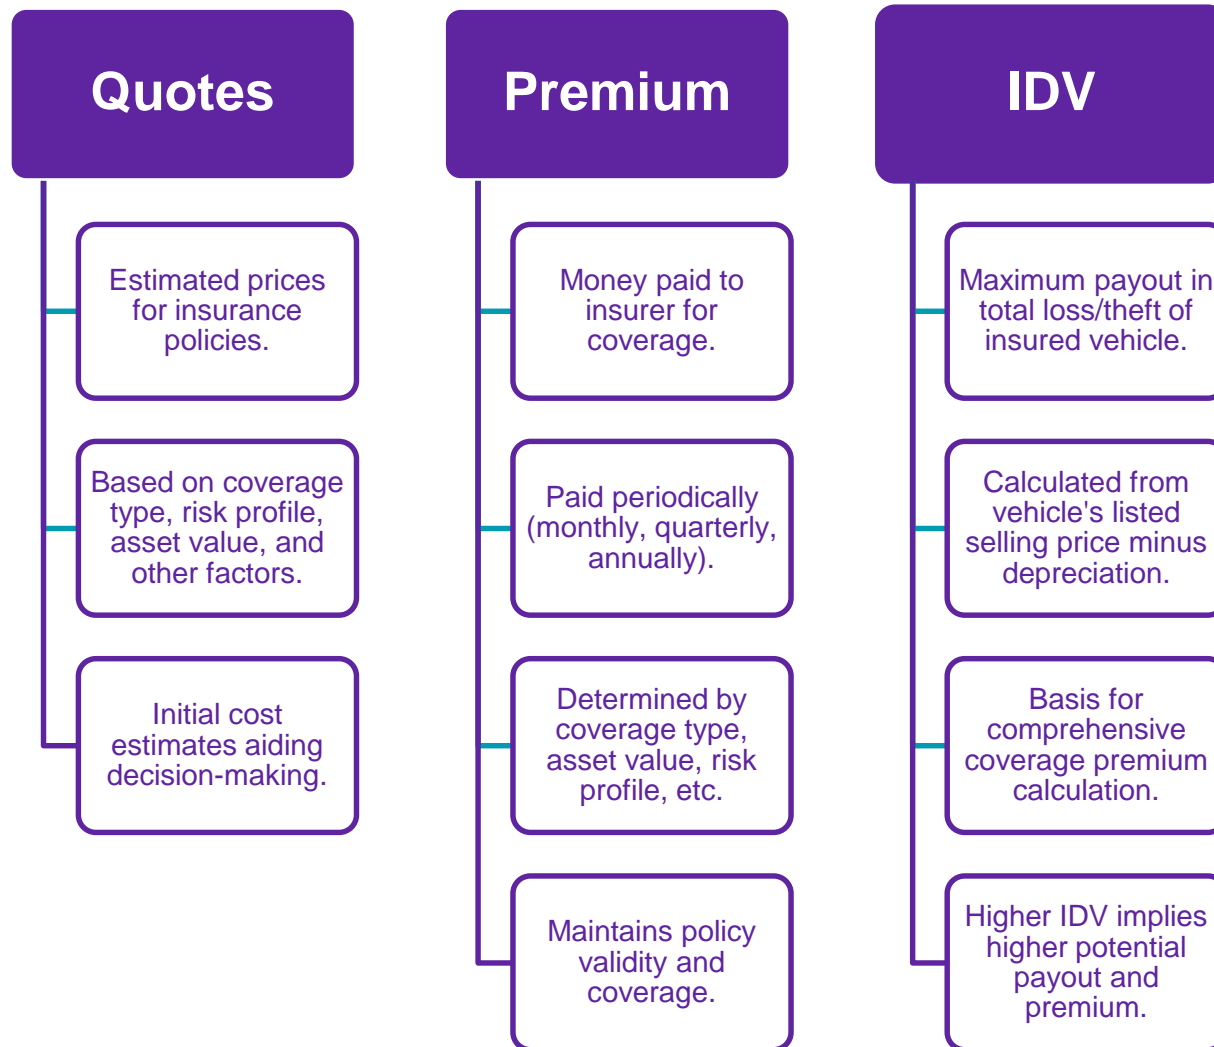 Quotes
Estimated prices
for insurance
policies.
Based on coverage
type, risk profile,
asset value, and
other factors.
Initial cost
estimates aiding
decision-making.
Premium
Money paid to
insurer for
coverage.
Paid periodically
(monthly, quarterly,
annually).
Determined by
coverage type,
asset value, risk
profile, etc.
Maintains policy
validity and
coverage.
IDV
Maximum payout in
total loss/theft of
insured vehicle.
Calculated from
vehicle's listed
selling price minus
depreciation.
Basis for
comprehensive
coverage premium
calculation.
Higher IDV implies
higher potential
payout and
premium.